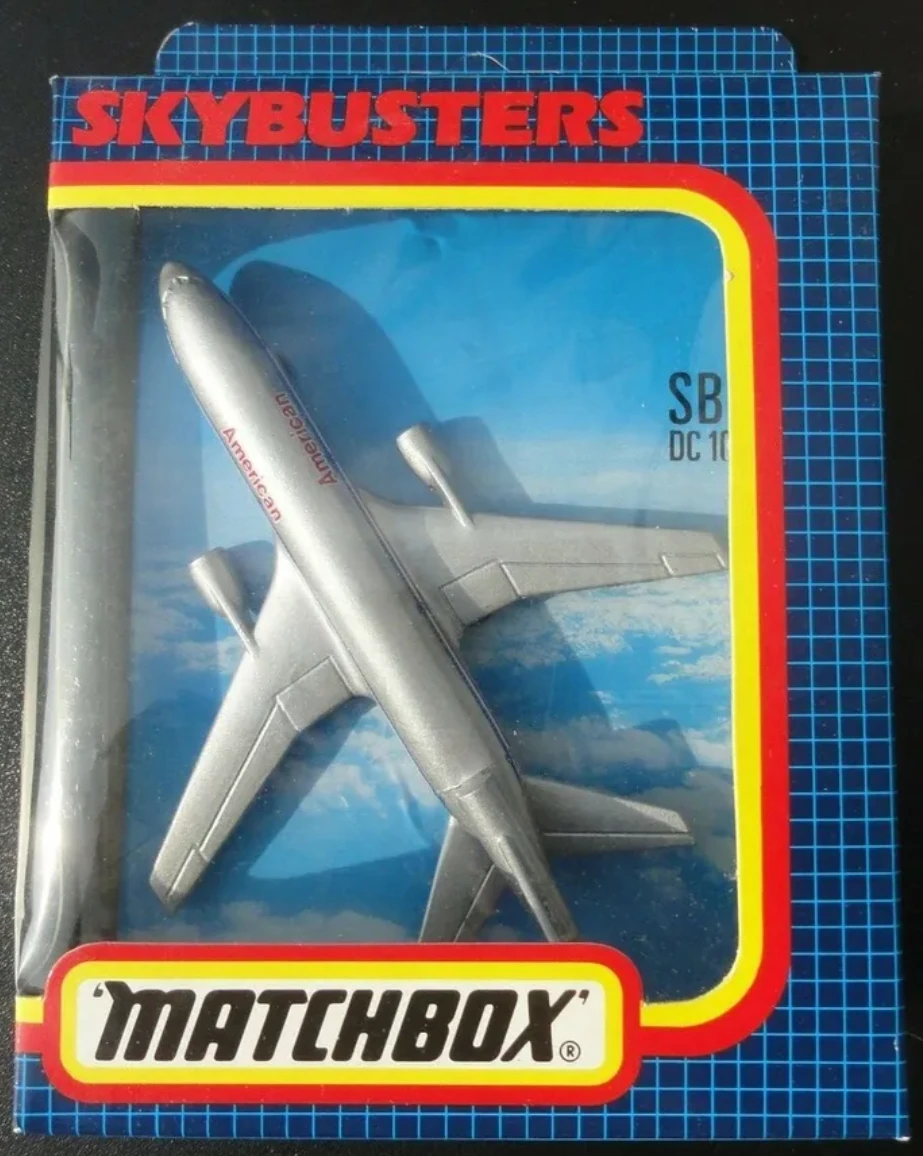 SKYBUSTERS
SB
DC 10
American
American
'MATCHBOX'®